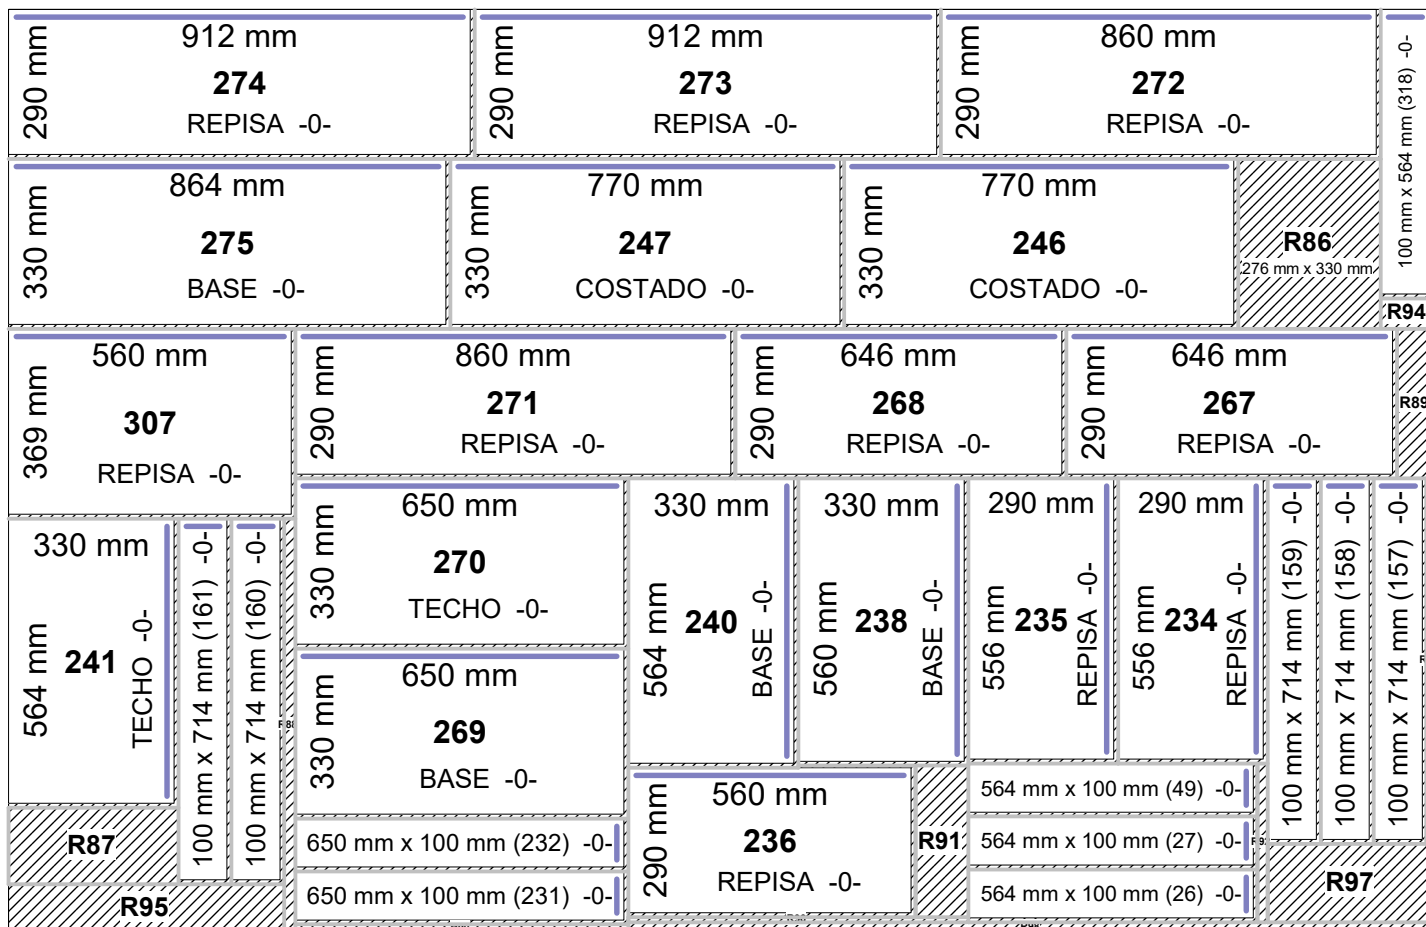 912 mm
290 mm
274
REPISA -0-
912 mm
290 mm
273
REPISA -0-
860 mm
290 mm
272
REPISA -0-
100 mm x 564 mm (318) -0-
864 mm
330 mm
275
BASE -0-
770 mm
330 mm
247
COSTADO -0-
770 mm
330 mm
246
COSTADO -0-
R86
276 mm x 330 mm
R94
560 mm
369 mm
307
REPISA -0-
860 mm
290 mm
271
REPISA -0-
646 mm
290 mm
268
REPISA -0-
646 mm
290 mm
267
REPISA -0-
R89
330 mm
564 mm
241
TECHO -0-
100 mm x 714 mm (161) -0-
100 mm x 714 mm (160) -0-
R88
650 mm
330 mm
270
TECHO -0-
650 mm
330 mm
269
BASE -0-
330 mm
564 mm
240
BASE -0-
330 mm
560 mm
238
BASE -0-
290 mm
556 mm
235
REPISA -0-
290 mm
556 mm
234
REPISA -0-
100 mm x 714 mm (159) -0-
100 mm x 714 mm (158) -0-
100 mm x 714 mm (157) -0-
R87
R95
650 mm x 100 mm (232) -0-
650 mm x 100 mm (231) -0-
560 mm
290 mm
236
REPISA -0-
R91
564 mm x 100 mm (49) -0-
564 mm x 100 mm (27) -0-
564 mm x 100 mm (26) -0-
R97